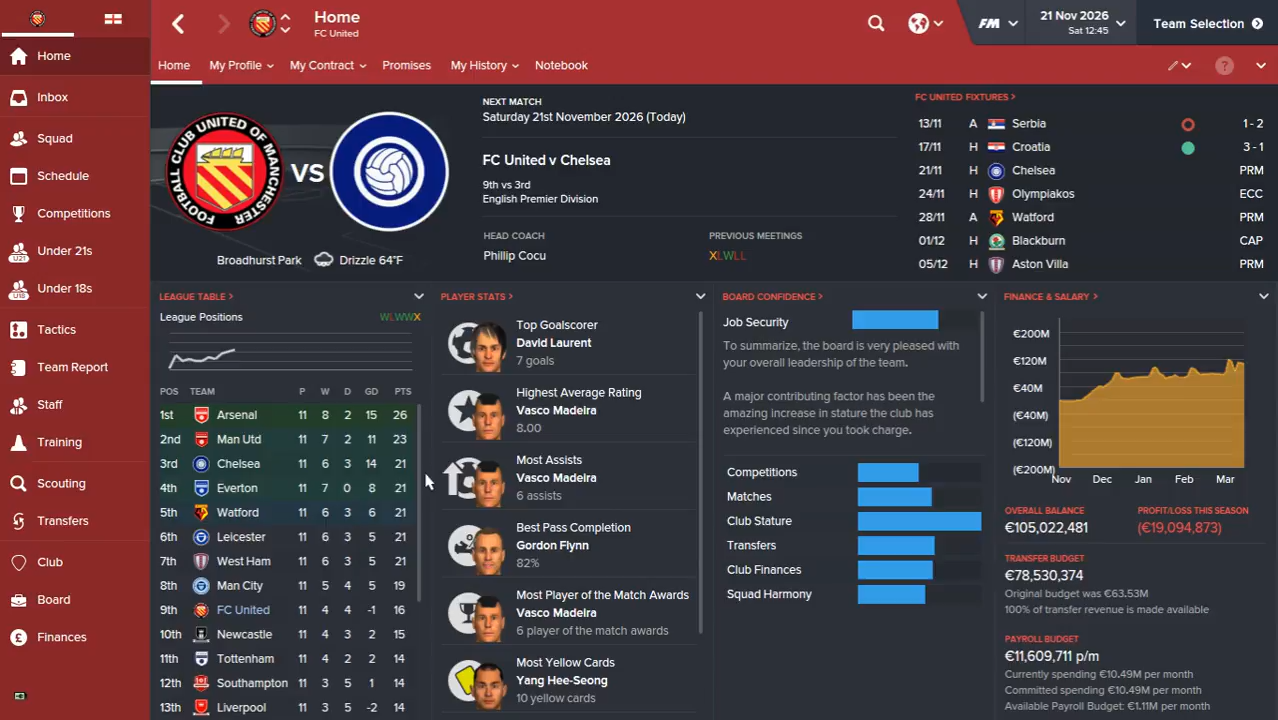 Home
FC United
FM
21 Nov 2026
Sat 12:45
Team Selection
Home
My Profile
My Contract
Promises
My History
Notebook
?
Home
Inbox
Squad
Schedule
Competitions
Under 21s
U21
Under 18s
U18
Tactics
Team Report
Staff
Training
Scouting
Transfers
Club
Board
Finances
FOOTBALL CLUB UNITED OF MANCHESTER
VS
Broadhurst Park
Drizzle 64°F
NEXT MATCH
Saturday 21st November 2026 (Today)
FC United v Chelsea
9th vs 3rd
English Premier Division
HEAD COACH
Phillip Cocu
PREVIOUS MEETINGS
XLWLL
FC UNITED FIXTURES >
13/11 A Serbia 1 - 2
17/11 H Croatia 3 - 1
21/11 H Chelsea PRM
24/11 H Olympiakos ECC
28/11 A Watford PRM
01/12 H Blackburn CAP
05/12 H Aston Villa PRM
LEAGUE TABLE >
League Positions WLWWX
POS TEAM P W D GD PTS
1st Arsenal 11 8 2 15 26
2nd Man Utd 11 7 2 11 23
3rd Chelsea 11 6 3 14 21
4th Everton 11 7 0 8 21
5th Watford 11 6 3 6 21
6th Leicester 11 6 3 5 21
7th West Ham 11 6 3 5 21
8th Man City 11 5 4 5 19
9th FC United 11 4 4 -1 16
10th Newcastle 11 4 3 2 15
11th Tottenham 11 4 2 2 14
12th Southampton 11 3 5 1 14
13th Liverpool 11 3 5 -2 14
PLAYER STATS >
Top Goalscorer
David Laurent
7 goals
Highest Average Rating
Vasco Madeira
8.00
Most Assists
Vasco Madeira
6 assists
Best Pass Completion
Gordon Flynn
82%
Most Player of the Match Awards
Vasco Madeira
6 player of the match awards
Most Yellow Cards
Yang Hee-Seong
10 yellow cards
BOARD CONFIDENCE >
Job Security
To summarize, the board is very pleased with
your overall leadership of the team.
A major contributing factor has been the
amazing increase in stature the club has
experienced since you took charge.
Competitions
Matches
Club Stature
Transfers
Club Finances
Squad Harmony
FINANCE & SALARY >
€200M
€120M
€40M
(€40M)
(€120M)
(€200M)
Nov Dec Jan Feb Mar
OVERALL BALANCE
€105,022,481
PROFIT/LOSS THIS SEASON
(€19,094,873)
TRANSFER BUDGET
€78,530,374
Original budget was €63.53M
100% of transfer revenue is made available
PAYROLL BUDGET
€11,609,711 p/m
Currently spending €10.49M per month
Committed spending €10.49M per month
Available Payroll Budget: €1.11M per month